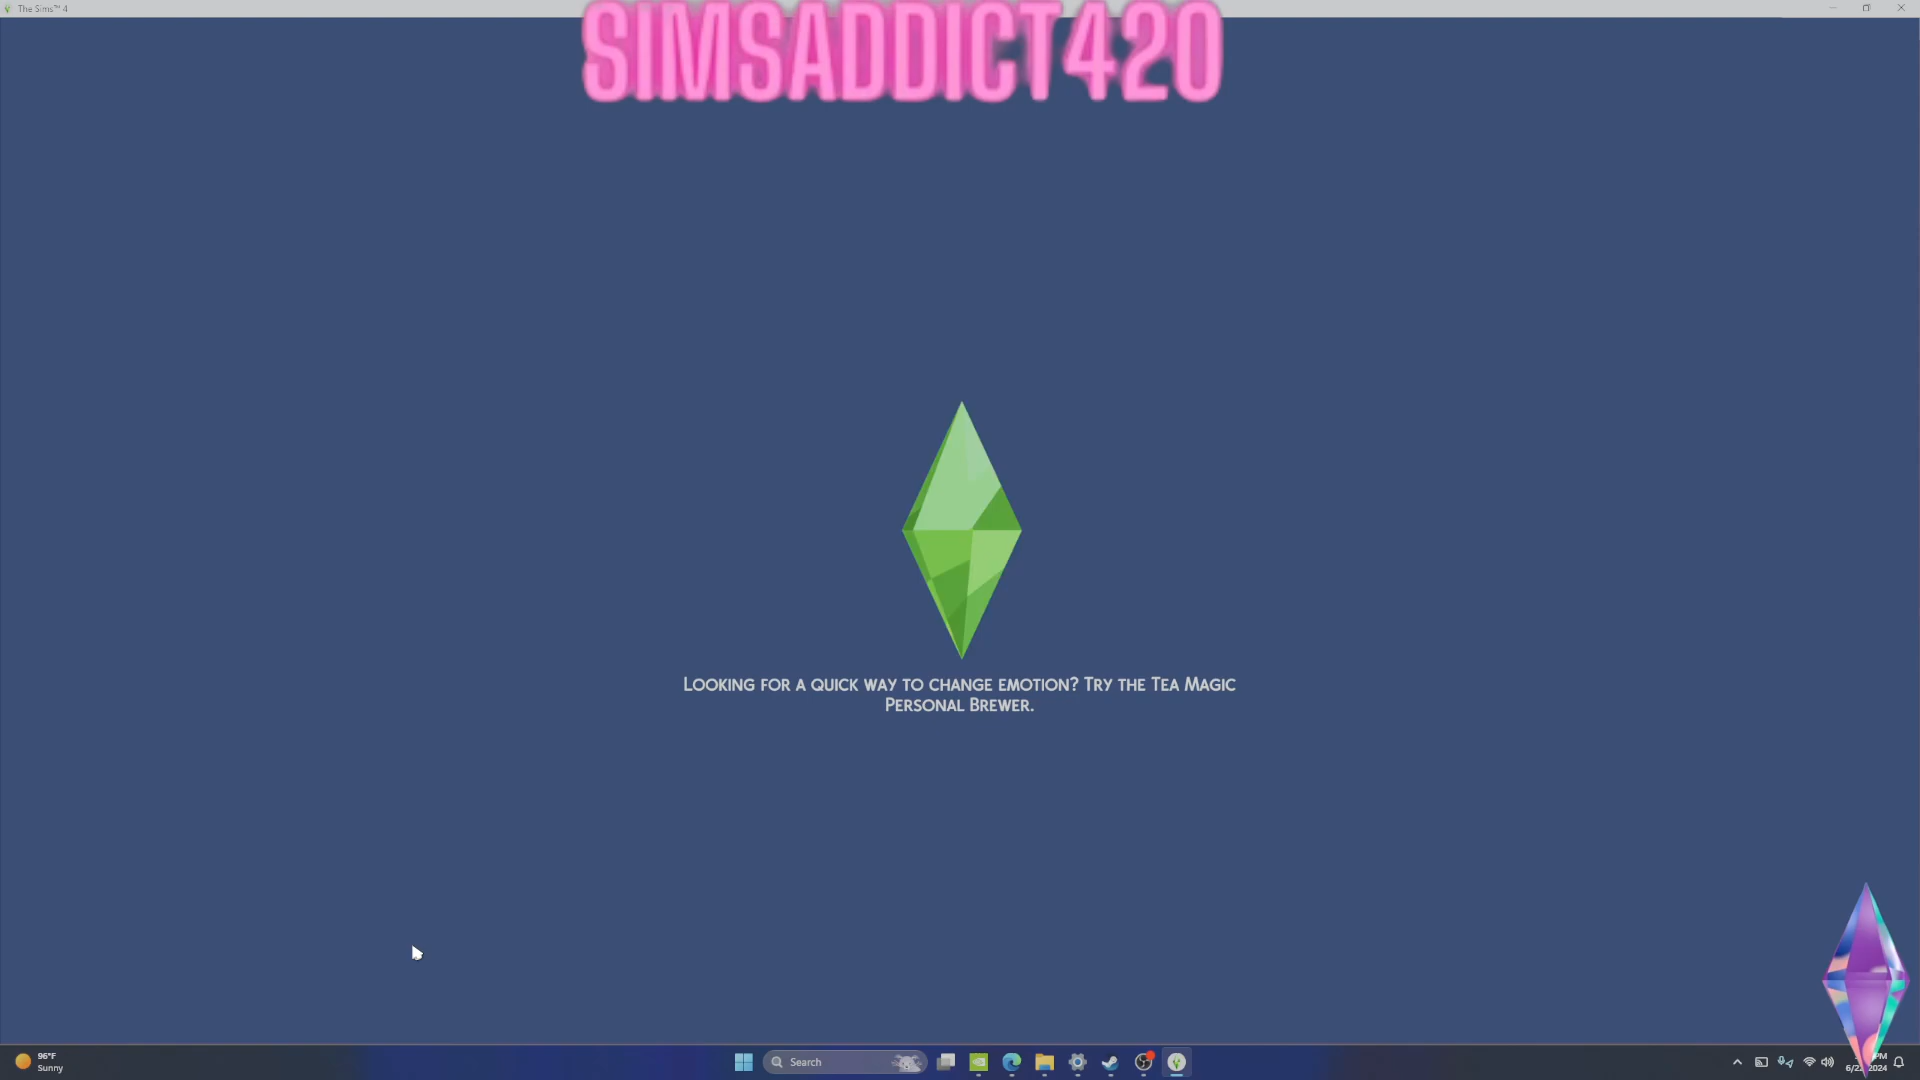 The Sims™ 4
SIMSADDICT420
LOOKING FOR A QUICK WAY TO CHANGE EMOTION? TRY THE TEA MAGIC
PERSONAL BREWER.
96°F
Sunny
Search
PM